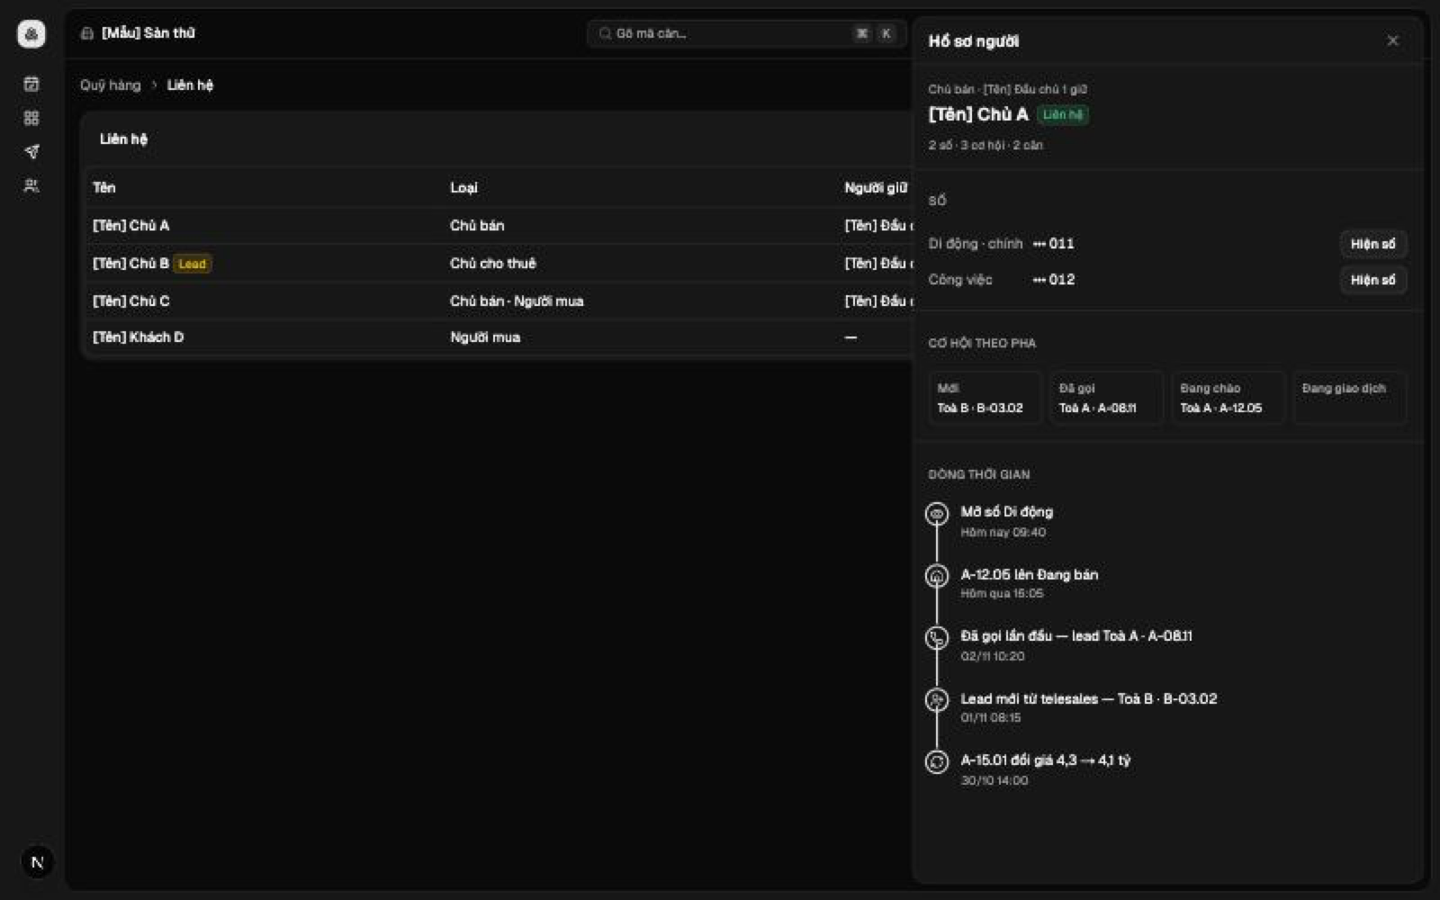 [Mẫu] Sàn thử
Gõ mã căn...
⌘ K
Quỹ hàng > Liên hệ
Liên hệ
Tên Loại Người giữ
[Tên] Chủ A Chủ bán [Tên] Đầu c
[Tên] Chủ B Lead Chủ cho thuê [Tên] Đầu c
[Tên] Chủ C Chủ bán · Người mua [Tên] Đầu c
[Tên] Khách D Người mua —
N
Hồ sơ người
Chủ bán · [Tên] Đầu chủ 1 giữ
[Tên] Chủ A Liên hệ
2 số · 3 cơ hội · 2 căn
SỐ
Di động · chính ••• 011 Hiện số
Công việc ••• 012 Hiện số
CƠ HỘI THEO PHA
Mới Đã gọi Đang chào Đang giao dịch
Toà B · B-03.02 Toà A · A-08.11 Toà A · A-12.05
DÒNG THỜI GIAN
Mở số Di động
Hôm nay 09:40
A-12.05 lên Đang bán
Hôm qua 16:05
Đã gọi lần đầu — lead Toà A · A-08.11
02/11 10:20
Lead mới từ telesales — Toà B · B-03.02
01/11 08:15
A-15.01 đổi giá 4,3 → 4,1 tỷ
30/10 14:00